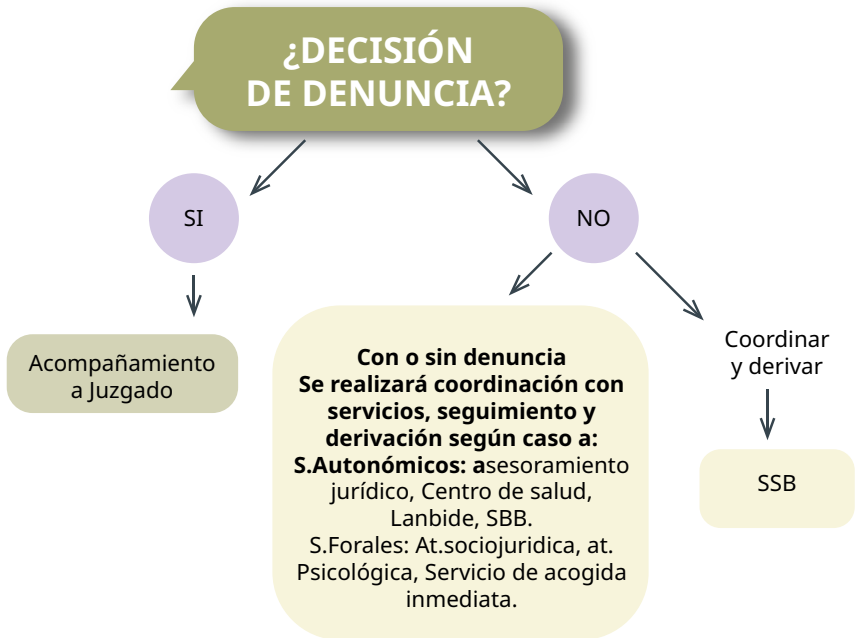 ¿DECISIÓN
DE DENUNCIA?
SI
NO
Acompañamiento
a Juzgado
Con o sin denuncia
Se realizará coordinación con
servicios, seguimiento y
derivación según caso a:
S.Autonómicos: asesoramiento
jurídico, Centro de salud,
Lanbide, SBB.
S.Forales: At.sociojuridica, at.
Psicológica, Servicio de acogida
inmediata.
Coordinar
y derivar
SSB